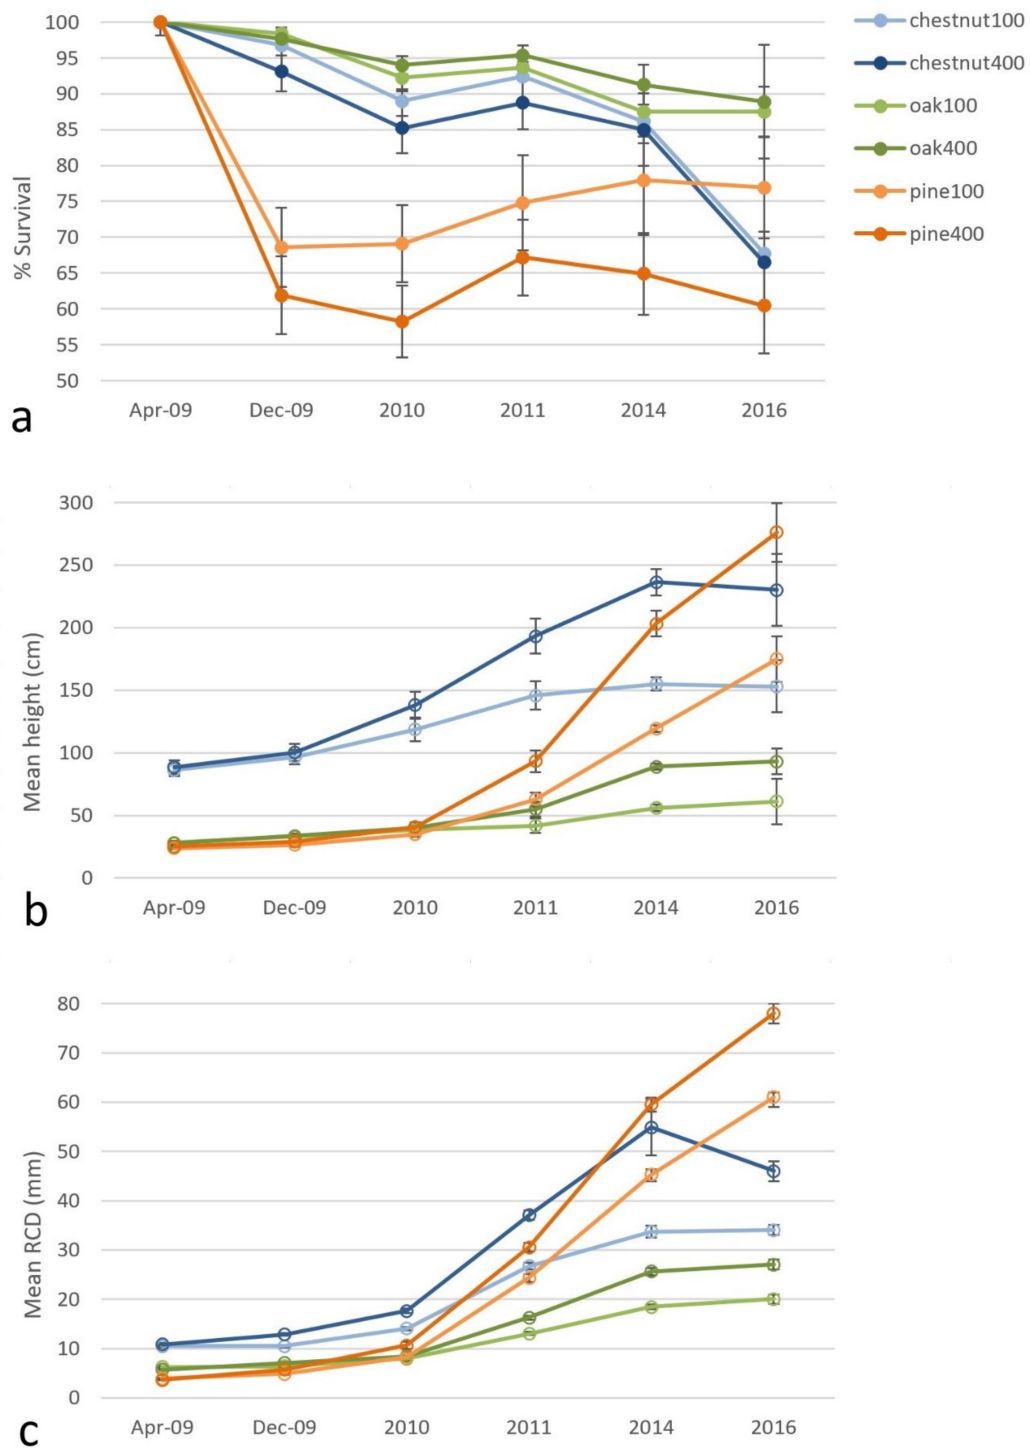 100
95
90
85
80
75
70
65
60
55
50
% Survival
Apr-09 Dec-09 2010 2011 2014 2016
a
chestnut100
chestnut400
oak100
oak400
pine100
pine400
300
250
200
150
100
50
0
Mean height (cm)
Apr-09 Dec-09 2010 2011 2014 2016
b
80
70
60
50
40
30
20
10
0
Mean RCD (mm)
Apr-09 Dec-09 2010 2011 2014 2016
c